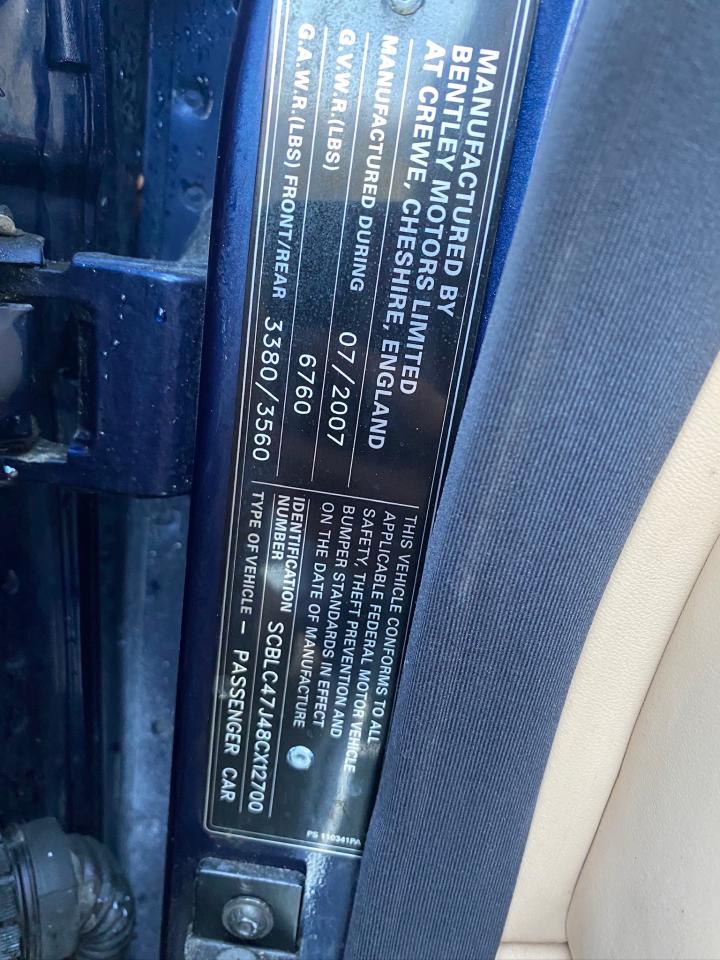 MANUFACTURED BY
BENTLEY MOTORS LIMITED
AT CREWE, CHESHIRE, ENGLAND
MANUFACTURED DURING 07/2007
G.V.W.R.(LBS) 6760
G.A.W.R.(LBS) FRONT/REAR 3380/3560
THIS VEHICLE CONFORMS TO ALL
APPLICABLE FEDERAL MOTOR VEHICLE
SAFETY, THEFT PREVENTION AND
BUMPER STANDARDS IN EFFECT
ON THE DATE OF MANUFACTURE
IDENTIFICATION
NUMBER SCBLC47J48CX12700
TYPE OF VEHICLE - PASSENGER CAR
PS 110341PA